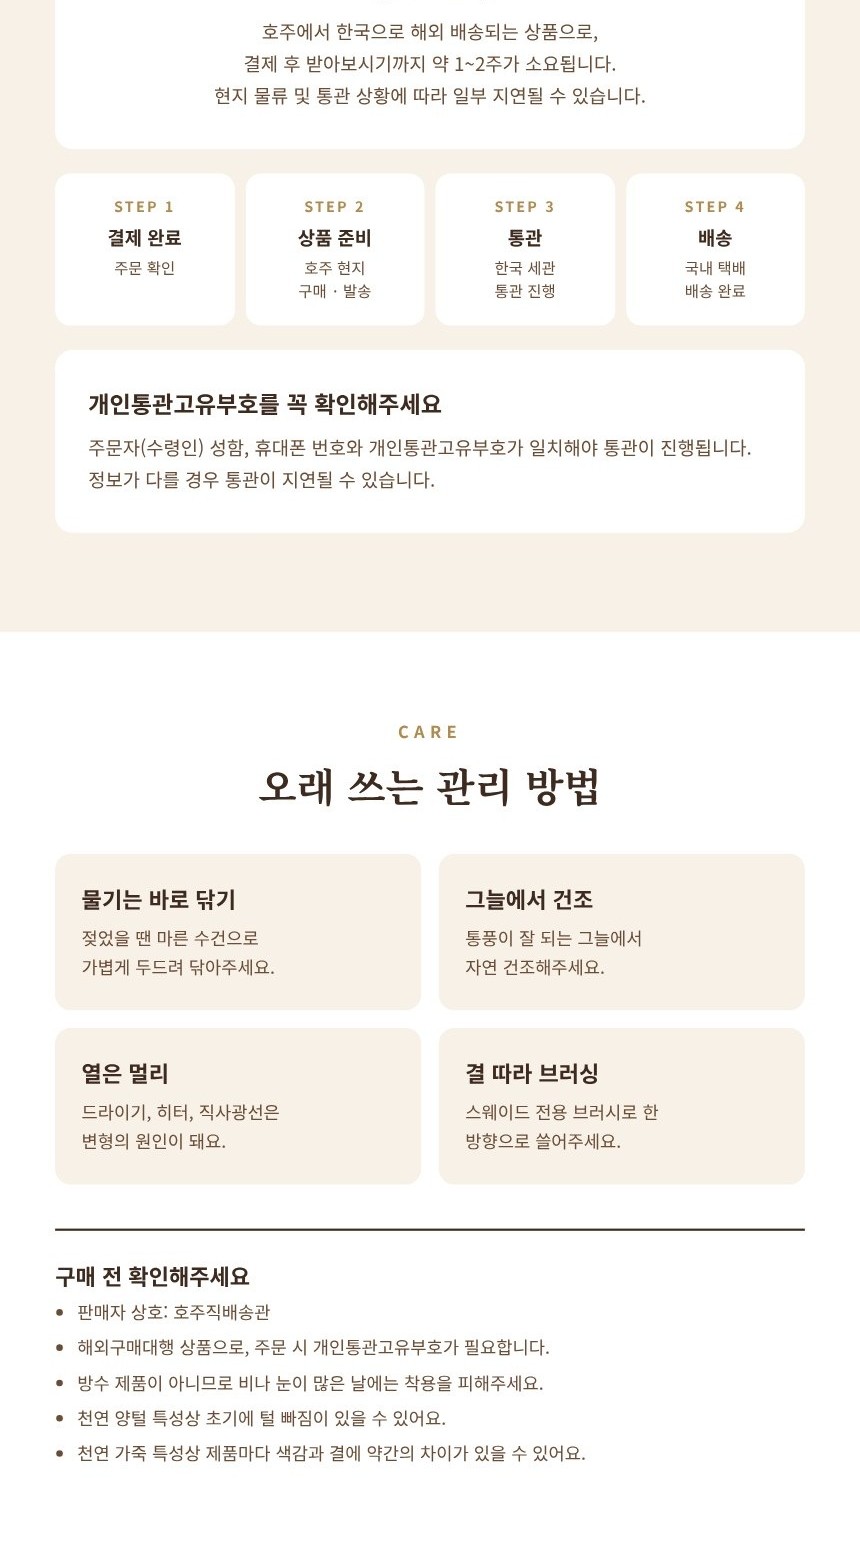 호주에서 한국으로 해외 배송되는 상품으로,
결제 후 받아보시기까지 약 1~2주가 소요됩니다.
현지 물류 및 통관 상황에 따라 일부 지연될 수 있습니다.
STEP 1
결제 완료
주문 확인
STEP 2
상품 준비
호주 현지
구매 · 발송
STEP 3
통관
한국 세관
통관 진행
STEP 4
배송
국내 택배
배송 완료
개인통관고유부호를 꼭 확인해주세요
주문자(수령인) 성함, 휴대폰 번호와 개인통관고유부호가 일치해야 통관이 진행됩니다.
정보가 다를 경우 통관이 지연될 수 있습니다.
CARE
오래 쓰는 관리 방법
물기는 바로 닦기
젖었을 땐 마른 수건으로
가볍게 두드려 닦아주세요.
그늘에서 건조
통풍이 잘 되는 그늘에서
자연 건조해주세요.
열은 멀리
드라이기, 히터, 직사광선은
변형의 원인이 돼요.
결 따라 브러싱
스웨이드 전용 브러시로 한
방향으로 쓸어주세요.
구매 전 확인해주세요
• 판매자 상호: 호주직배송관
• 해외구매대행 상품으로, 주문 시 개인통관고유부호가 필요합니다.
• 방수 제품이 아니므로 비나 눈이 많은 날에는 착용을 피해주세요.
• 천연 양털 특성상 초기에 털 빠짐이 있을 수 있어요.
• 천연 가죽 특성상 제품마다 색감과 결에 약간의 차이가 있을 수 있어요.